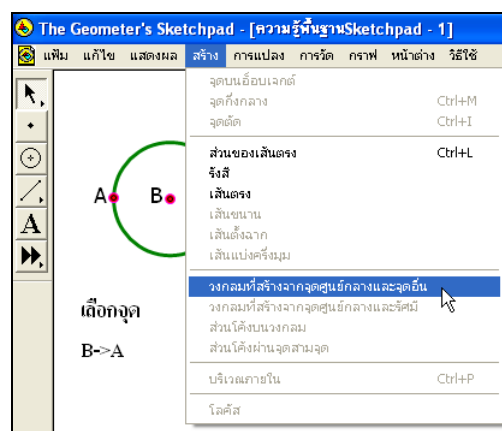 The Geometer's Sketchpad - [ความรู้พื้นฐานSketchpad - 1]
แฟ้ม แก้ไข แสดงผล สร้าง การแปลง การวัด กราฟ หน้าต่าง วิธีใช้
จุดบนอ็อบเจกต์
จุดกึ่งกลาง Ctrl+M
จุดตัด Ctrl+I
ส่วนของเส้นตรง Ctrl+L
รังสี
เส้นตรง
เส้นขนาน
เส้นตั้งฉาก
เส้นแบ่งครึ่งมุม
วงกลมที่สร้างจากจุดศูนย์กลางและจุดอื่น
วงกลมที่สร้างจากจุดศูนย์กลางและรัศมี
ส่วนโค้งบนวงกลม
ส่วนโค้งผ่านจุดสามจุด
บริเวณภายใน Ctrl+P
โลคัส
A
A B
เลือกจุด
B->A